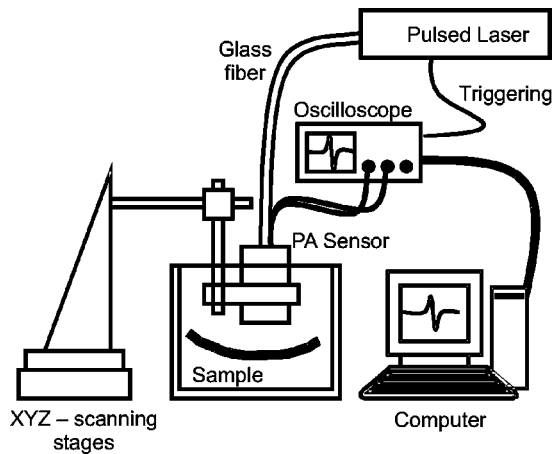 Pulsed Laser
Glass
fiber
Triggering
Oscilloscope
PA Sensor
Sample
XYZ – scanning
stages
Computer